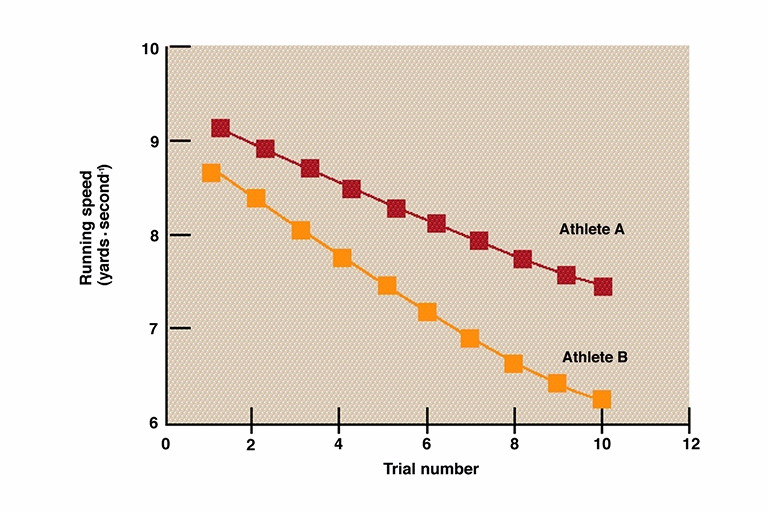 10
9
8
7
6
Running speed
(yards · second⁻¹)
Athlete A
Athlete B
0 2 4 6 8 10 12
Trial number